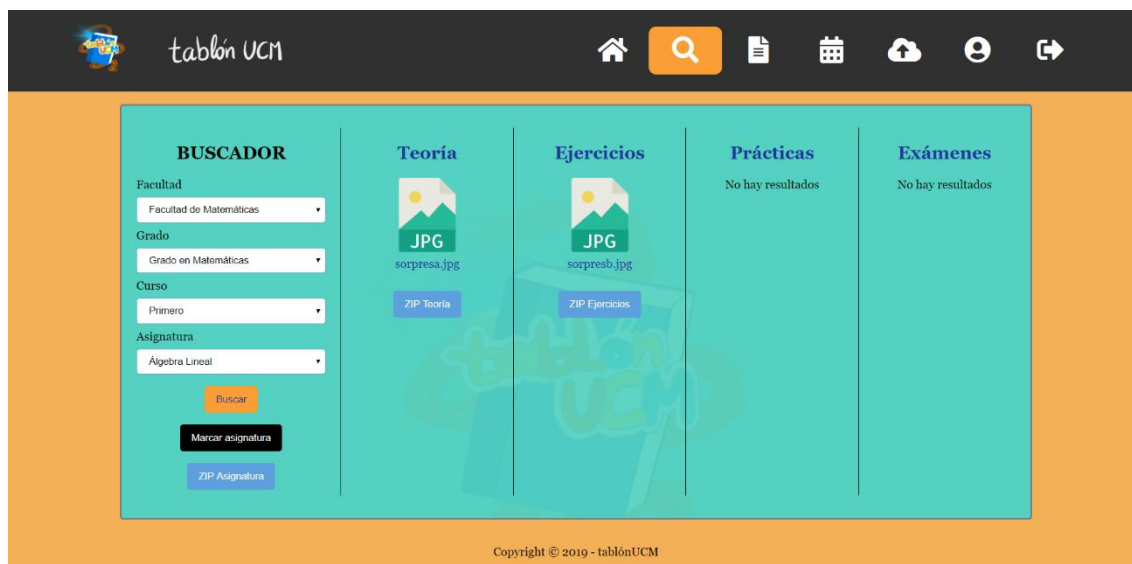 tablón UCM
BUSCADOR
Facultad
Facultad de Matemáticas
Grado
Grado en Matemáticas
Curso
Primero
Asignatura
Álgebra Lineal
Buscar
Marcar asignatura
ZIP Asignatura
Teoría
JPG
sorpresa.jpg
ZIP Teoría
Ejercicios
JPG
sorpresb.jpg
ZIP Ejercicios
Prácticas
No hay resultados
Exámenes
No hay resultados
tablón
UCM
Copyright © 2019 - tablónUCM